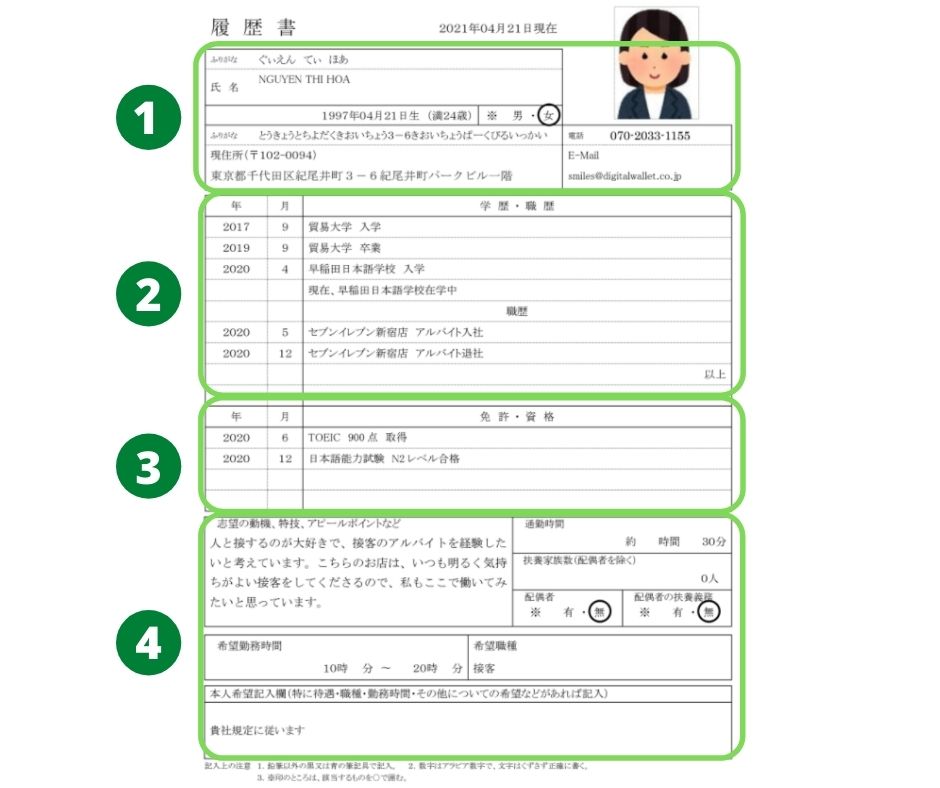 履歴書 2021年04月21日現在
ふりがな ぐぃえん てぃ ほあ
氏名 NGUYEN THI HOA
1997年04月21日生 (満24歳) ※ 男・女
ふりがな とうきょうとちよだくきおいちょう3-6きおいちょうぱーくびるいっかい 電話 070-2033-1155
現住所(〒102-0094) E-Mail
東京都千代田区紀尾井町3-6紀尾井町パークビル一階 smiles@digitalwallet.co.jp
1
年 月 学歴・職歴
2017 9 貿易大学 入学
2019 9 貿易大学 卒業
2020 4 早稲田日本語学校 入学
現在、早稲田日本語学校在学中
職歴
2020 5 セブンイレブン新宿店 アルバイト入社
2020 12 セブンイレブン新宿店 アルバイト退社
以上
2
年 月 免許・資格
2020 6 TOEIC 900点 取得
2020 12 日本語能力試験 N2レベル合格
3
志望の動機、特技、アピールポイントなど
人と接するのが大好きで、接客のアルバイトを経験した
いと考えています。こちらのお店は、いつも明るく気持
ちがよい接客をしてくださるので、私もここで働いてみ
たいと思っています。
通勤時間
約 時間 30分
扶養家族数(配偶者を除く)
0人
配偶者 配偶者の扶養義務
※ 有・無 ※ 有・無
4
希望勤務時間 希望職種
10時 分 ～ 20時 分 接客
本人希望記入欄(特に待遇・職種・勤務時間・その他についての希望などがあれば記入)
貴社規定に従います
記入上の注意 1. 鉛筆以外の黒又は青の筆記具で記入。 2. 数字はアラビア数字で、文字はくずさず正確に書く。
3. ※印のところは、該当するものを○で囲む。